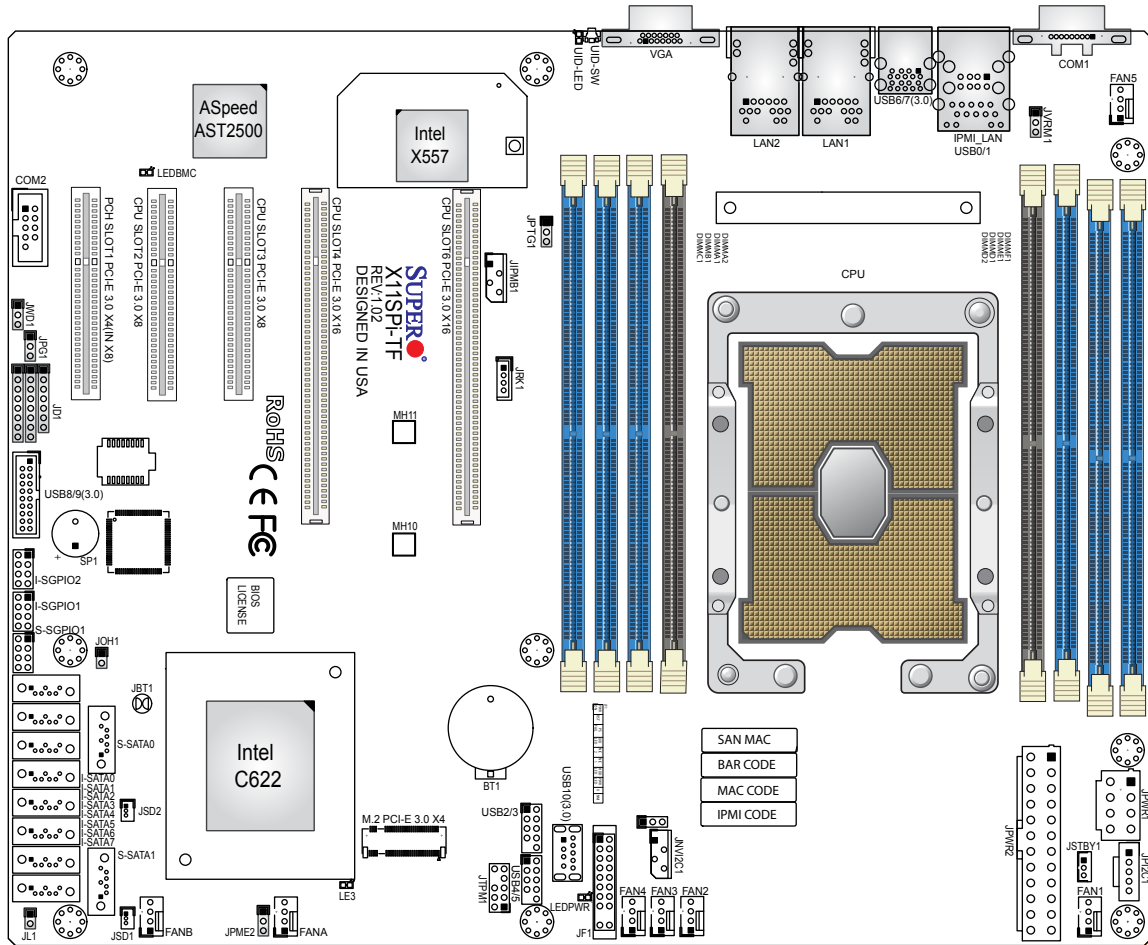 UID-LED
UID-SW
VGA
LAN2
LAN1
USB6/7(3.0)
IPMI_LAN
USB0/1
COM1
FAN5
JVRM1
ASpeed
AST2500
Intel
X557
LEDBMC
COM2
PCH SLOT1 PCI-E 3.0 X4(IN X8)
CPU SLOT2 PCI-E 3.0 X8
CPU SLOT3 PCI-E 3.0 X8
CPU SLOT4 PCI-E 3.0 X16
CPU SLOT6 PCI-E 3.0 X16
JPTG1
JIPMB1
SUPER
X11SPi-TF
REV:1.02
DESIGNED IN USA
DIMMA2
DIMMA1
DIMMB1
DIMMC1
DIMMF1
DIMME1
DIMMD1
DIMMD2
CPU
JWD1
JPG1
JD1
JRK1
MH11
RoHS
CE FC
USB8/9(3.0)
MH10
SP1
+
I-SGPIO2
I-SGPIO1
S-SGPIO1
BIOS
LICENSE
JOH1
JBT1
S-SATA0
I-SATA0
I-SATA1
I-SATA2
I-SATA3
I-SATA4
I-SATA5
I-SATA6
I-SATA7
JSD2
S-SATA1
Intel
C622
BT1
M.2 PCI-E 3.0 X4
USB2/3
USB10(3.0)
SAN MAC
BAR CODE
MAC CODE
IPMI CODE
JNVI2C1
JPWR2
JPWR1
JSTBY1
JPI2C1
JTPM1
USB4/5
LEDPWR
JF1
FAN4
FAN3
FAN2
FAN1
LE3
JL1
JSD1
FANB
JPME2
FANA